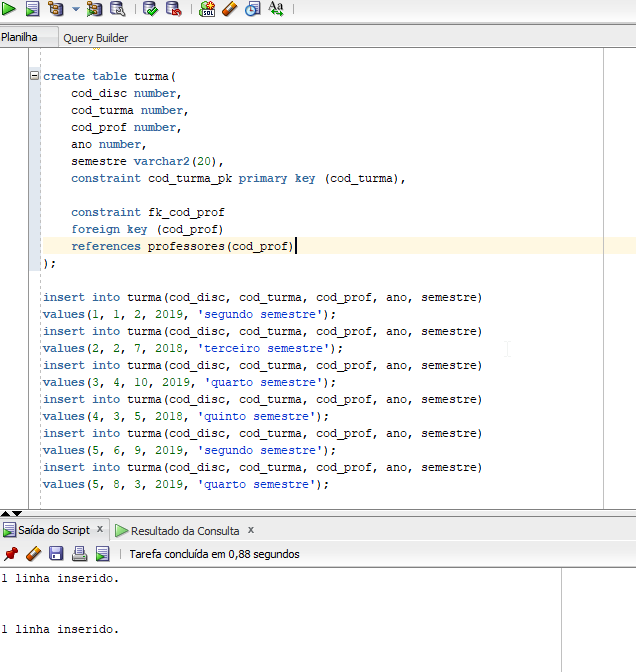 SQL
Aa
Planilha
Query Builder
create table turma(
cod_disc number,
cod_turma number,
cod_prof number,
ano number,
semestre varchar2(20),
constraint cod_turma_pk primary key (cod_turma),
constraint fk_cod_prof
foreign key (cod_prof)
references professores(cod_prof)
);
insert into turma(cod_disc, cod_turma, cod_prof, ano, semestre)
values(1, 1, 2, 2019, 'segundo semestre');
insert into turma(cod_disc, cod_turma, cod_prof, ano, semestre)
values(2, 2, 7, 2018, 'terceiro semestre');
insert into turma(cod_disc, cod_turma, cod_prof, ano, semestre)
values(3, 4, 10, 2019, 'quarto semestre');
insert into turma(cod_disc, cod_turma, cod_prof, ano, semestre)
values(4, 3, 5, 2018, 'quinto semestre');
insert into turma(cod_disc, cod_turma, cod_prof, ano, semestre)
values(5, 6, 9, 2019, 'segundo semestre');
insert into turma(cod_disc, cod_turma, cod_prof, ano, semestre)
values(5, 8, 3, 2019, 'quarto semestre');
Saída do Script x
Resultado da Consulta x
Tarefa concluída em 0,88 segundos
1 linha inserido.
1 linha inserido.